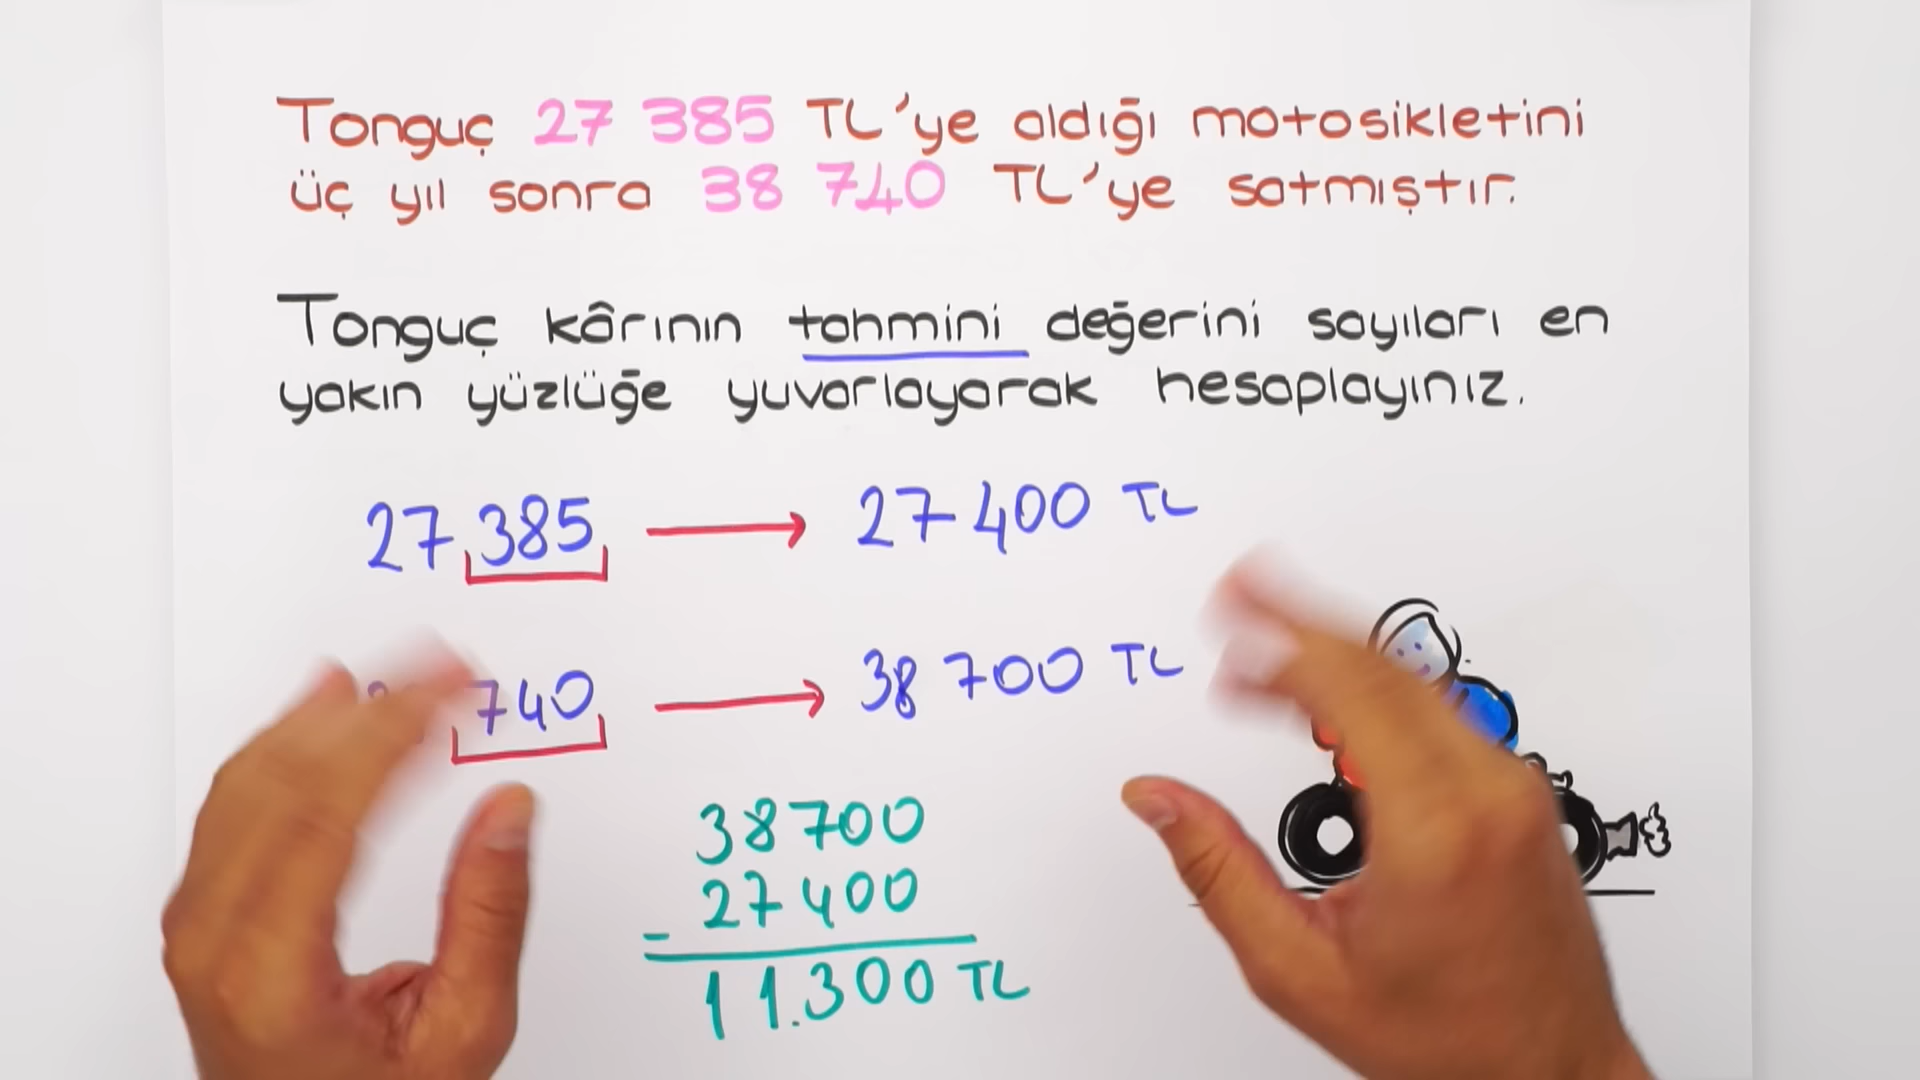 Tonguç 27 385 TL'ye aldığı motosikletini
üç yıl sonra 38 740 TL'ye satmıştır.
Tonguç kârının tahmini değerini sayıları en
yakın yüzlüğe yuvarlayarak hesaplayınız.
27 385 → 27 400 TL
740 → 38 700 TL
38700
27400
-
11.300 TL